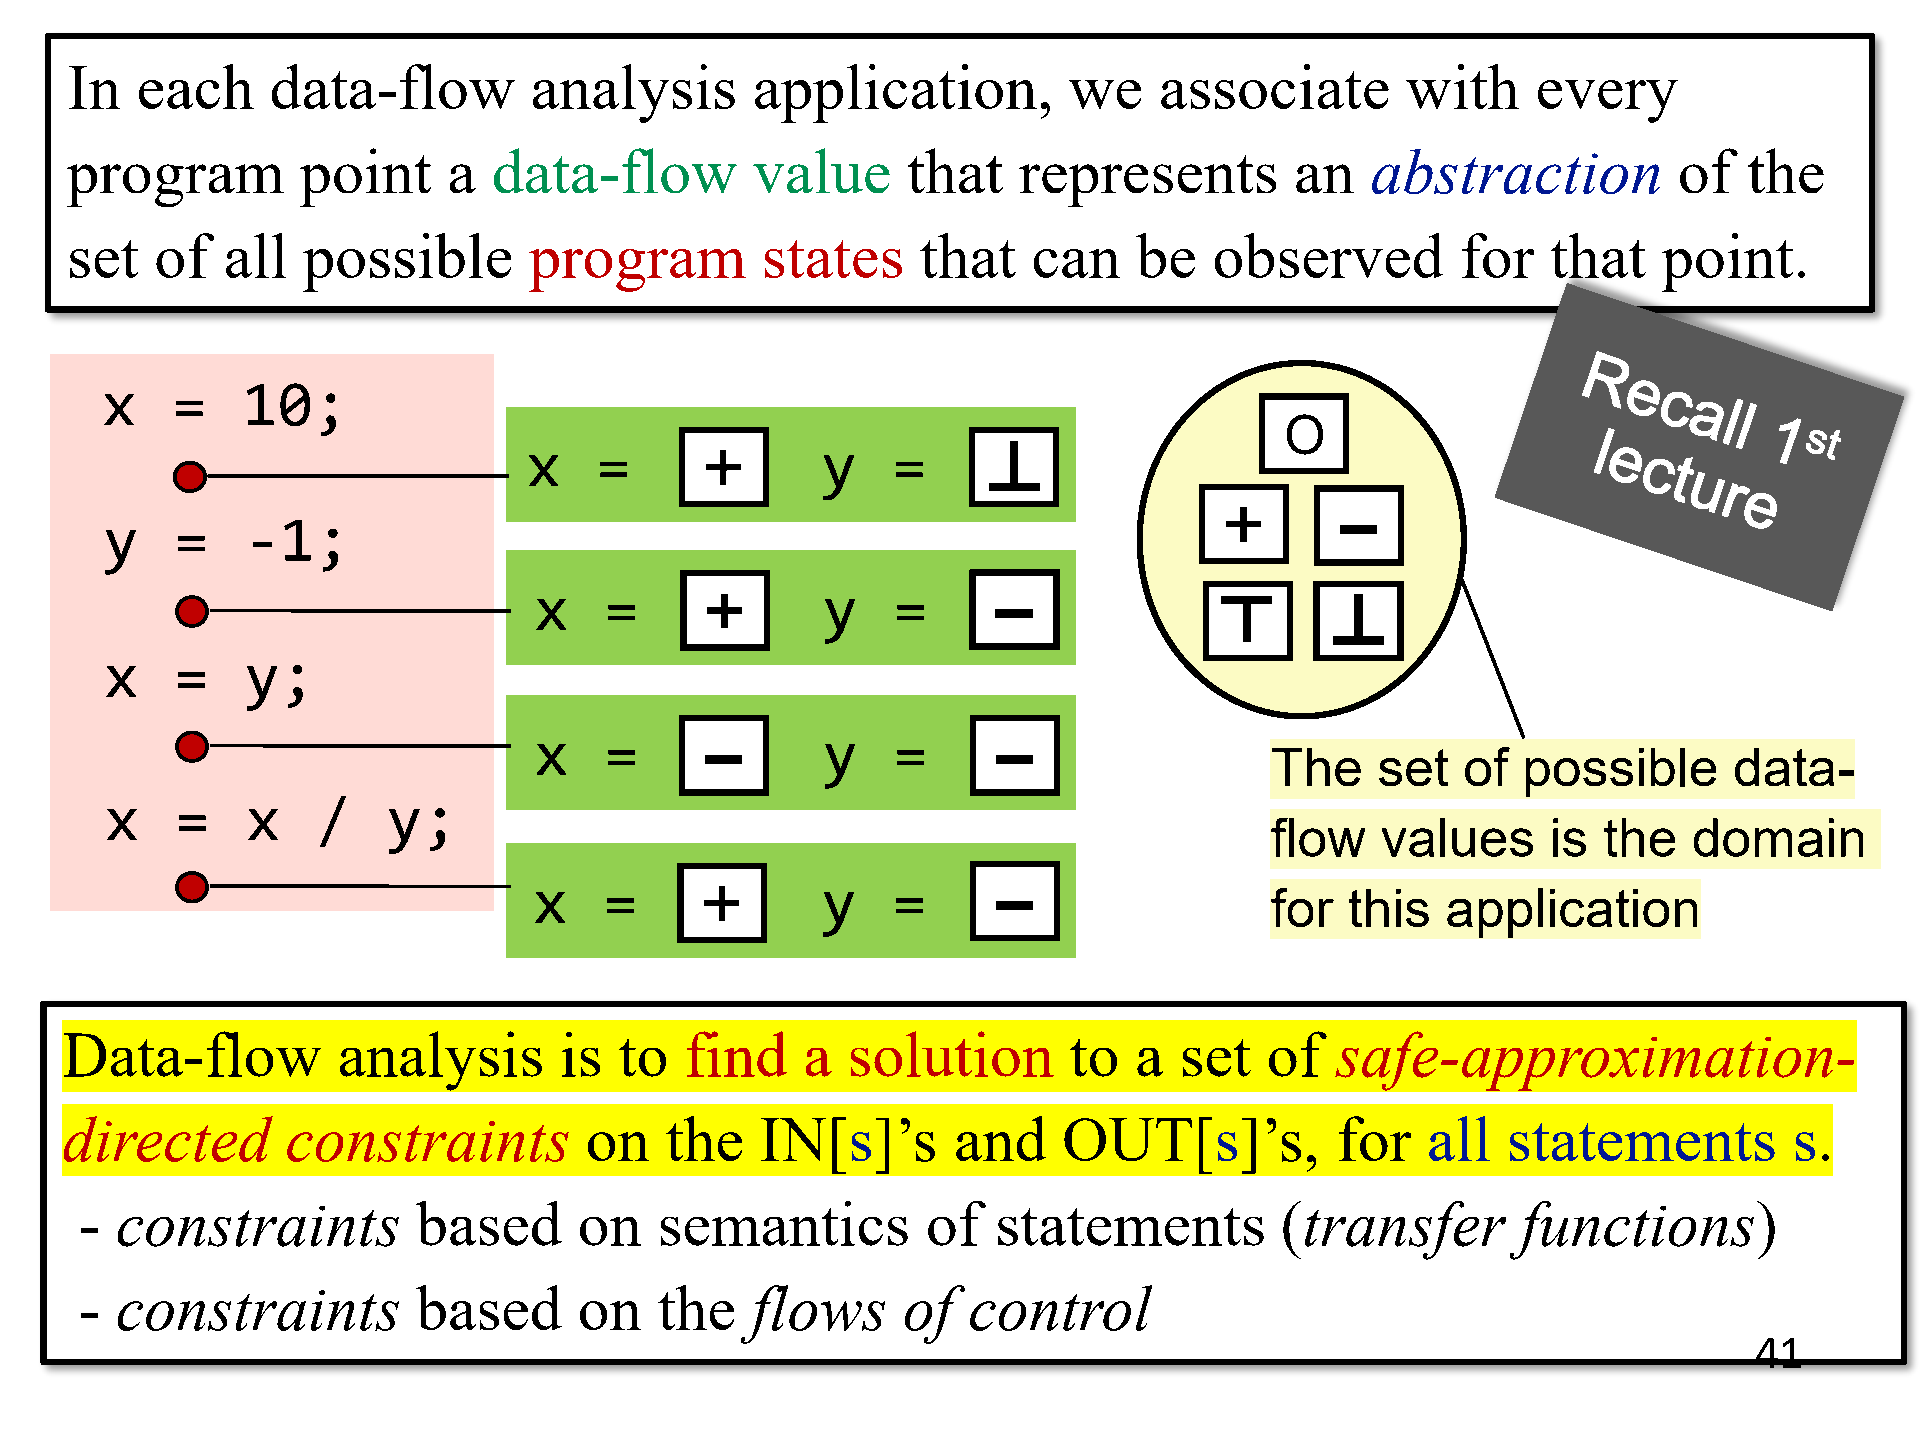 In each data-flow analysis application, we associate with every
program point a data-flow value that represents an abstraction of the
set of all possible program states that can be observed for that point.
Recall 1st
lecture
x = 10;
x = + y = ⊥
y = -1;
x = + y = −
x = y;
x = − y = −
x = x / y;
x = + y = −
O
+ −
⊤ ⊥
The set of possible data-
flow values is the domain
for this application
Data-flow analysis is to find a solution to a set of safe-approximation-
directed constraints on the IN[s]’s and OUT[s]’s, for all statements s.
- constraints based on semantics of statements (transfer functions)
- constraints based on the flows of control
41